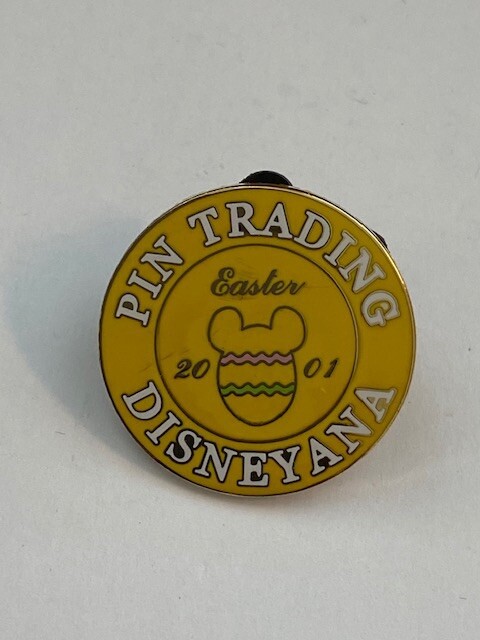 PIN TRADING
Easter
20 01
DISNEYANA